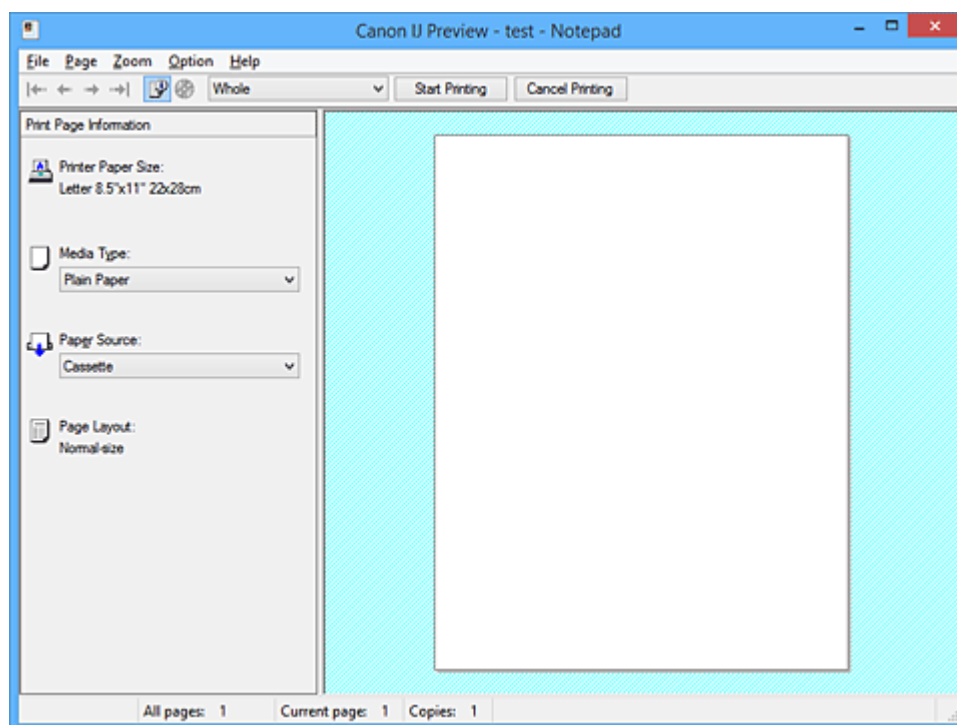 Canon IJ Preview - test - Notepad
File Page Zoom Option Help
Whole Start Printing Cancel Printing
Print Page Information
Printer Paper Size:
Letter 8.5"x11" 22x28cm
Media Type:
Plain Paper
Paper Source:
Cassette
Page Layout:
Normal-size
All pages: 1 Current page: 1 Copies: 1